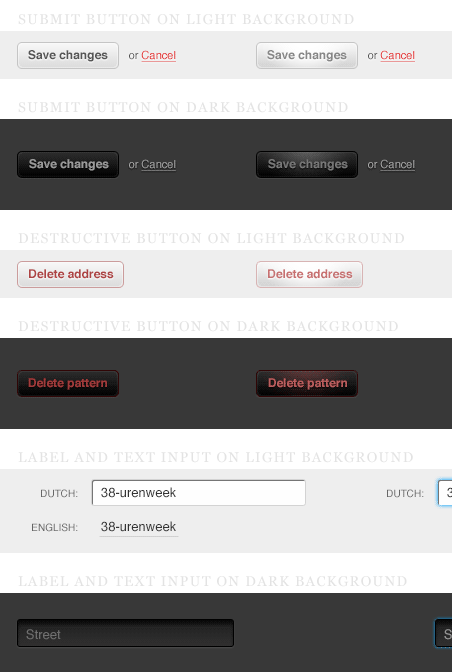 SUBMIT BUTTON ON LIGHT BACKGROUND
Save changes or Cancel Save changes or Cancel
SUBMIT BUTTON ON DARK BACKGROUND
Save changes or Cancel Save changes or Cancel
DESTRUCTIVE BUTTON ON LIGHT BACKGROUND
Delete address Delete address
DESTRUCTIVE BUTTON ON DARK BACKGROUND
Delete pattern Delete pattern
LABEL AND TEXT INPUT ON LIGHT BACKGROUND
DUTCH: 38-urenweek DUTCH: 3
ENGLISH: 38-urenweek
LABEL AND TEXT INPUT ON DARK BACKGROUND
Street S